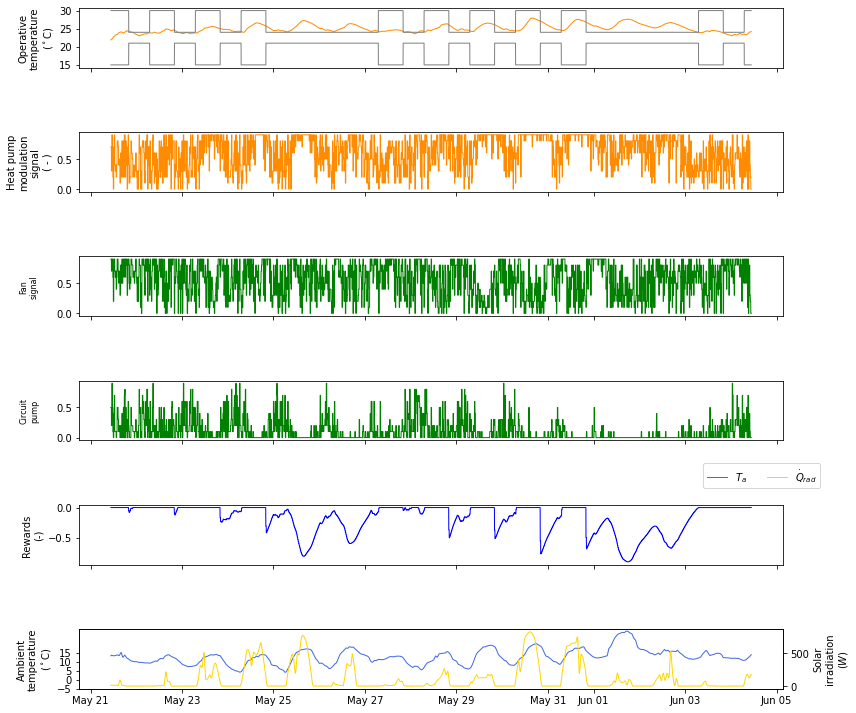 Operative
temperature
(°C)
30
25
20
15
Heat pump
modulation
signal
( - )
0.5
0.0
Fan
signal
0.5
0.0
Circuit
pump
0.5
0.0
T_a Q̇_rad
Rewards
(-)
0.0
−0.5
Ambient
temperature
(°C)
15
10
5
0
−5
500
0
Solar
irradiation
(W)
May 21 May 23 May 25 May 27 May 29 May 31 Jun 01 Jun 03 Jun 05